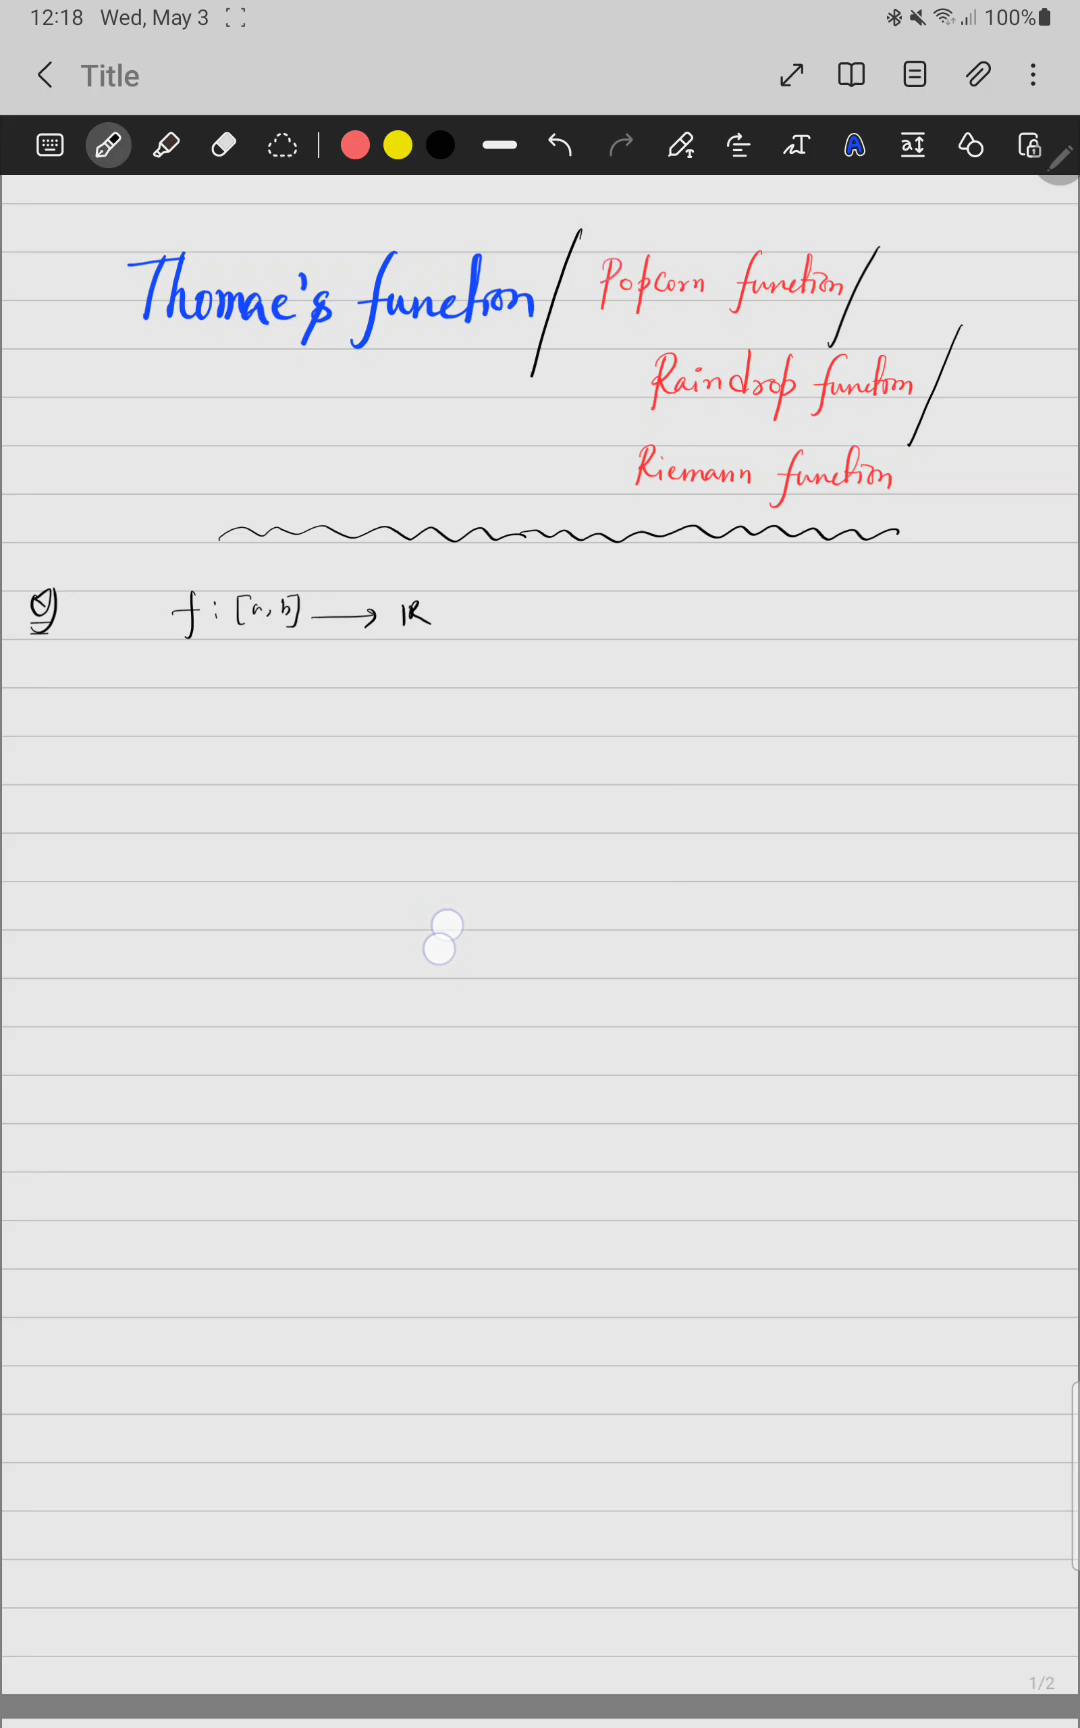 12:18 Wed, May 3 100%
Title
Thomae's function / Popcorn function /
Raindrop function /
Riemann function
f : [a, b] ⟶ ℝ
1/2